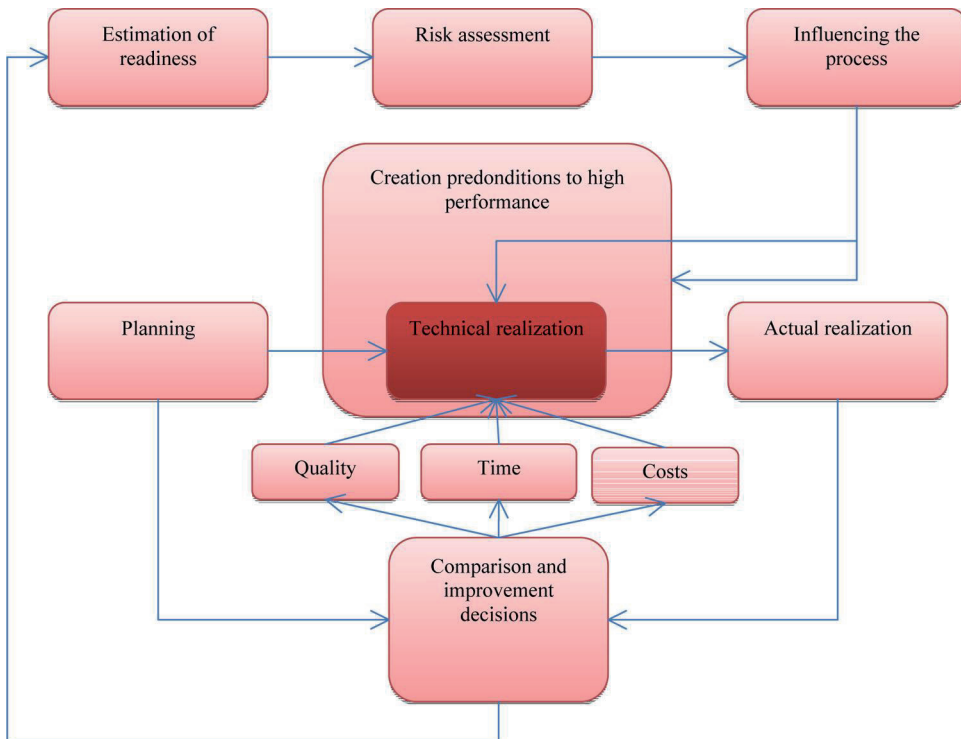 Estimation of
readiness
Risk assessment
Influencing the
process
Creation predonditions to high
performance
Planning
Technical realization
Actual realization
Quality
Time
Costs
Comparison and
improvement
decisions